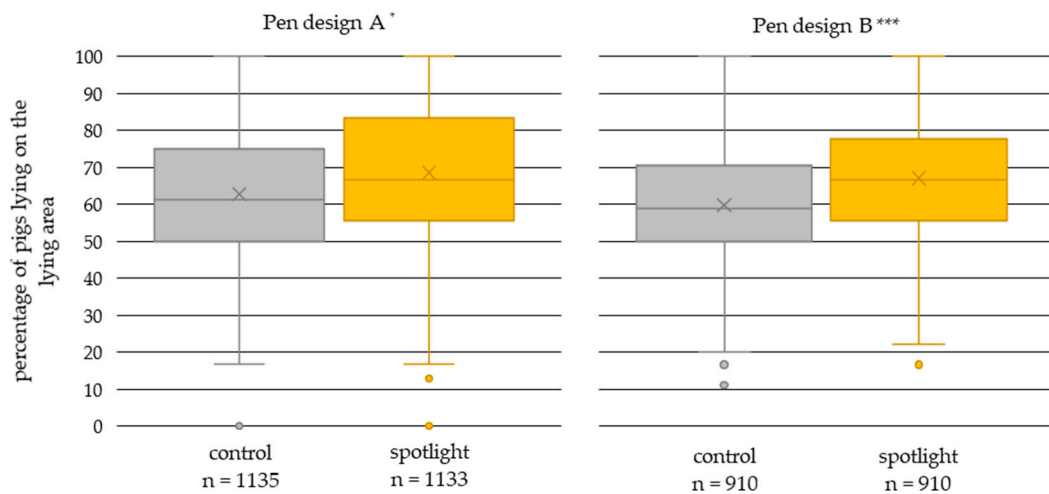 Pen design A *
Pen design B ***
percentage of pigs lying on the
lying area
100
90
80
70
60
50
40
30
20
10
0
control
n = 1135
spotlight
n = 1133
control
n = 910
spotlight
n = 910